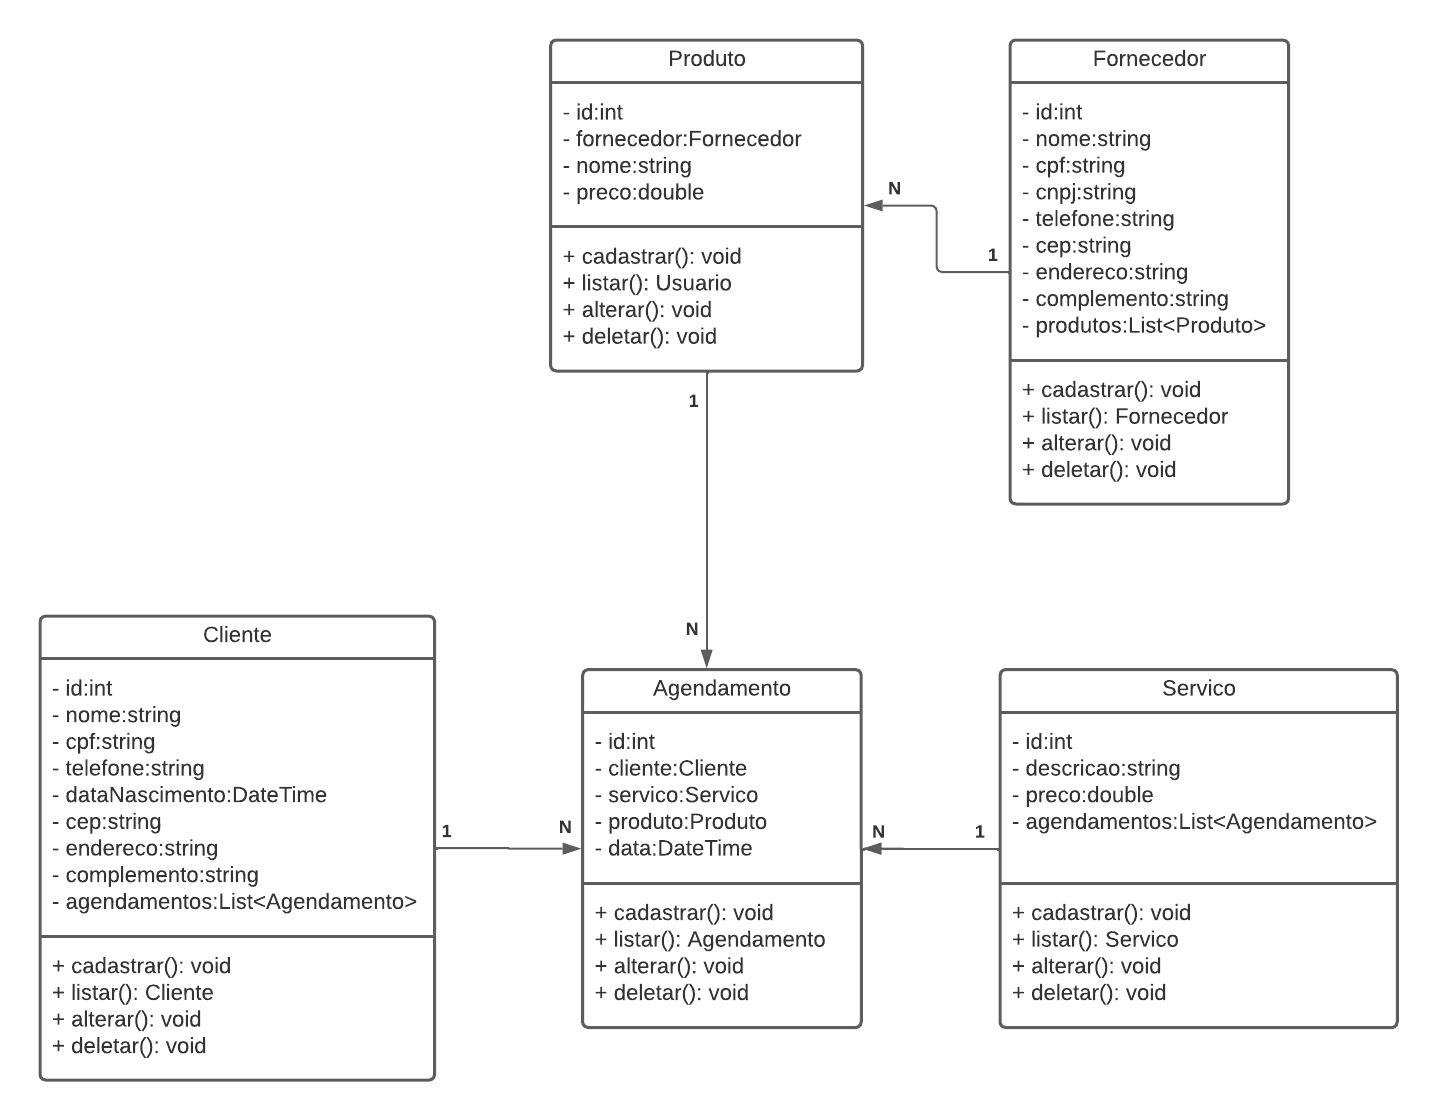 Produto
- id:int
- fornecedor:Fornecedor
- nome:string
- preco:double
+ cadastrar(): void
+ listar(): Usuario
+ alterar(): void
+ deletar(): void
Fornecedor
- id:int
- nome:string
- cpf:string
- cnpj:string
- telefone:string
- cep:string
- endereco:string
- complemento:string
- produtos:List<Produto>
+ cadastrar(): void
+ listar(): Fornecedor
+ alterar(): void
+ deletar(): void
N
1
1
N
Cliente
- id:int
- nome:string
- cpf:string
- telefone:string
- dataNascimento:DateTime
- cep:string
- endereco:string
- complemento:string
- agendamentos:List<Agendamento>
+ cadastrar(): void
+ listar(): Cliente
+ alterar(): void
+ deletar(): void
1
N
Agendamento
- id:int
- cliente:Cliente
- servico:Servico
- produto:Produto
- data:DateTime
+ cadastrar(): void
+ listar(): Agendamento
+ alterar(): void
+ deletar(): void
N
1
Servico
- id:int
- descricao:string
- preco:double
- agendamentos:List<Agendamento>
+ cadastrar(): void
+ listar(): Servico
+ alterar(): void
+ deletar(): void